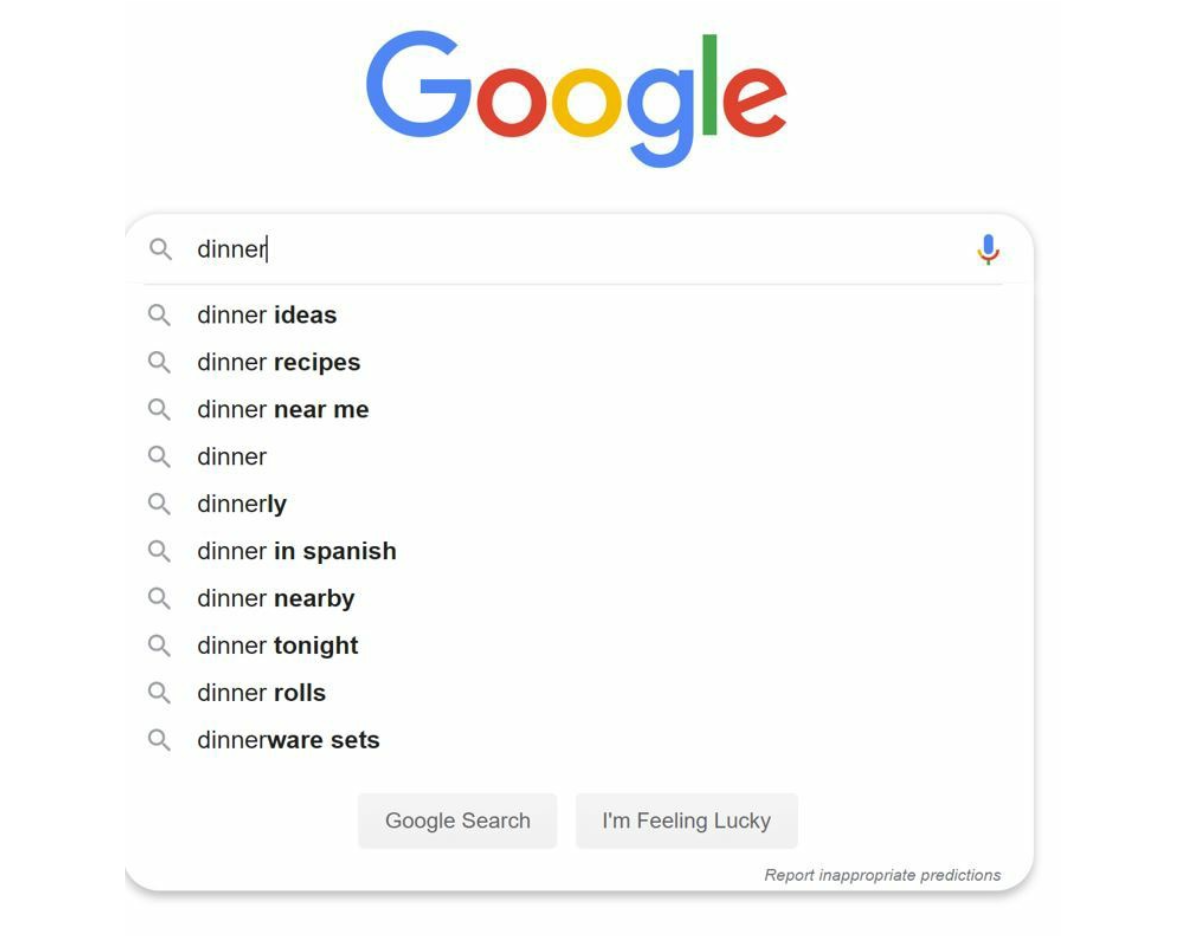 Google
dinner
dinner ideas
dinner recipes
dinner near me
dinner
dinnerly
dinner in spanish
dinner nearby
dinner tonight
dinner rolls
dinnerware sets
Google Search
I'm Feeling Lucky
Report inappropriate predictions